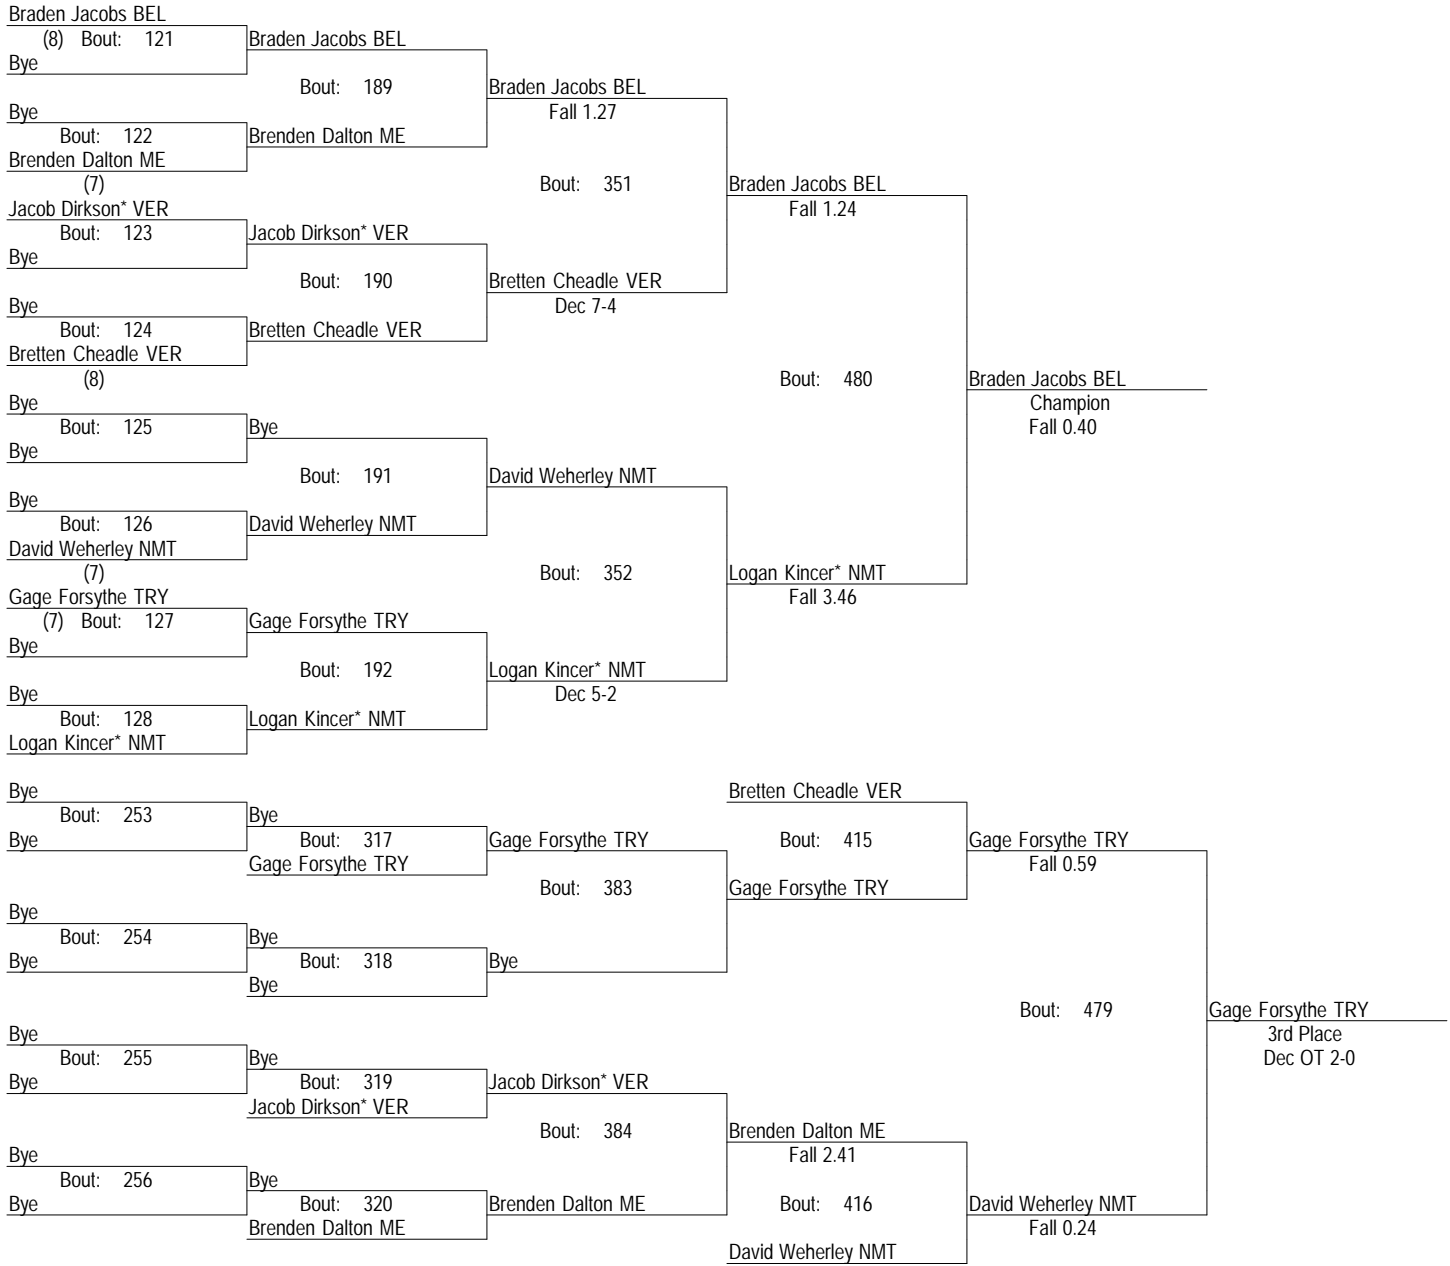 Braden Jacobs BEL
(8) Bout: 121
Braden Jacobs BEL
Bye
Bout: 189
Braden Jacobs BEL
Fall 1.27
Bye
Bout: 122
Brenden Dalton ME
Brenden Dalton ME
(7)
Bout: 351
Braden Jacobs BEL
Fall 1.24
Jacob Dirkson* VER
Bout: 123
Jacob Dirkson* VER
Bye
Bout: 190
Bretten Cheadle VER
Dec 7-4
Bye
Bout: 124
Bretten Cheadle VER
Bretten Cheadle VER
(8)
Bout: 480
Braden Jacobs BEL
Champion
Fall 0.40
Bye
Bout: 125
Bye
Bye
Bout: 191
David Weherley NMT
Bye
Bout: 126
David Weherley NMT
David Weherley NMT
(7)
Bout: 352
Logan Kincer* NMT
Fall 3.46
Gage Forsythe TRY
(7) Bout: 127
Gage Forsythe TRY
Bye
Bout: 192
Logan Kincer* NMT
Dec 5-2
Bye
Bout: 128
Logan Kincer* NMT
Logan Kincer* NMT
Bye
Bout: 253
Bye
Bye
Bout: 317
Gage Forsythe TRY
Gage Forsythe TRY
Bretten Cheadle VER
Bout: 415
Gage Forsythe TRY
Fall 0.59
Bout: 383
Gage Forsythe TRY
Bye
Bout: 254
Bye
Bye
Bout: 318
Bye
Bye
Bout: 479
Gage Forsythe TRY
3rd Place
Dec OT 2-0
Bye
Bout: 255
Bye
Bye
Bout: 319
Jacob Dirkson* VER
Jacob Dirkson* VER
Bout: 384
Brenden Dalton ME
Fall 2.41
Bye
Bout: 256
Bye
Bye
Bout: 320
Brenden Dalton ME
Brenden Dalton ME
Bout: 416
David Weherley NMT
Fall 0.24
David Weherley NMT